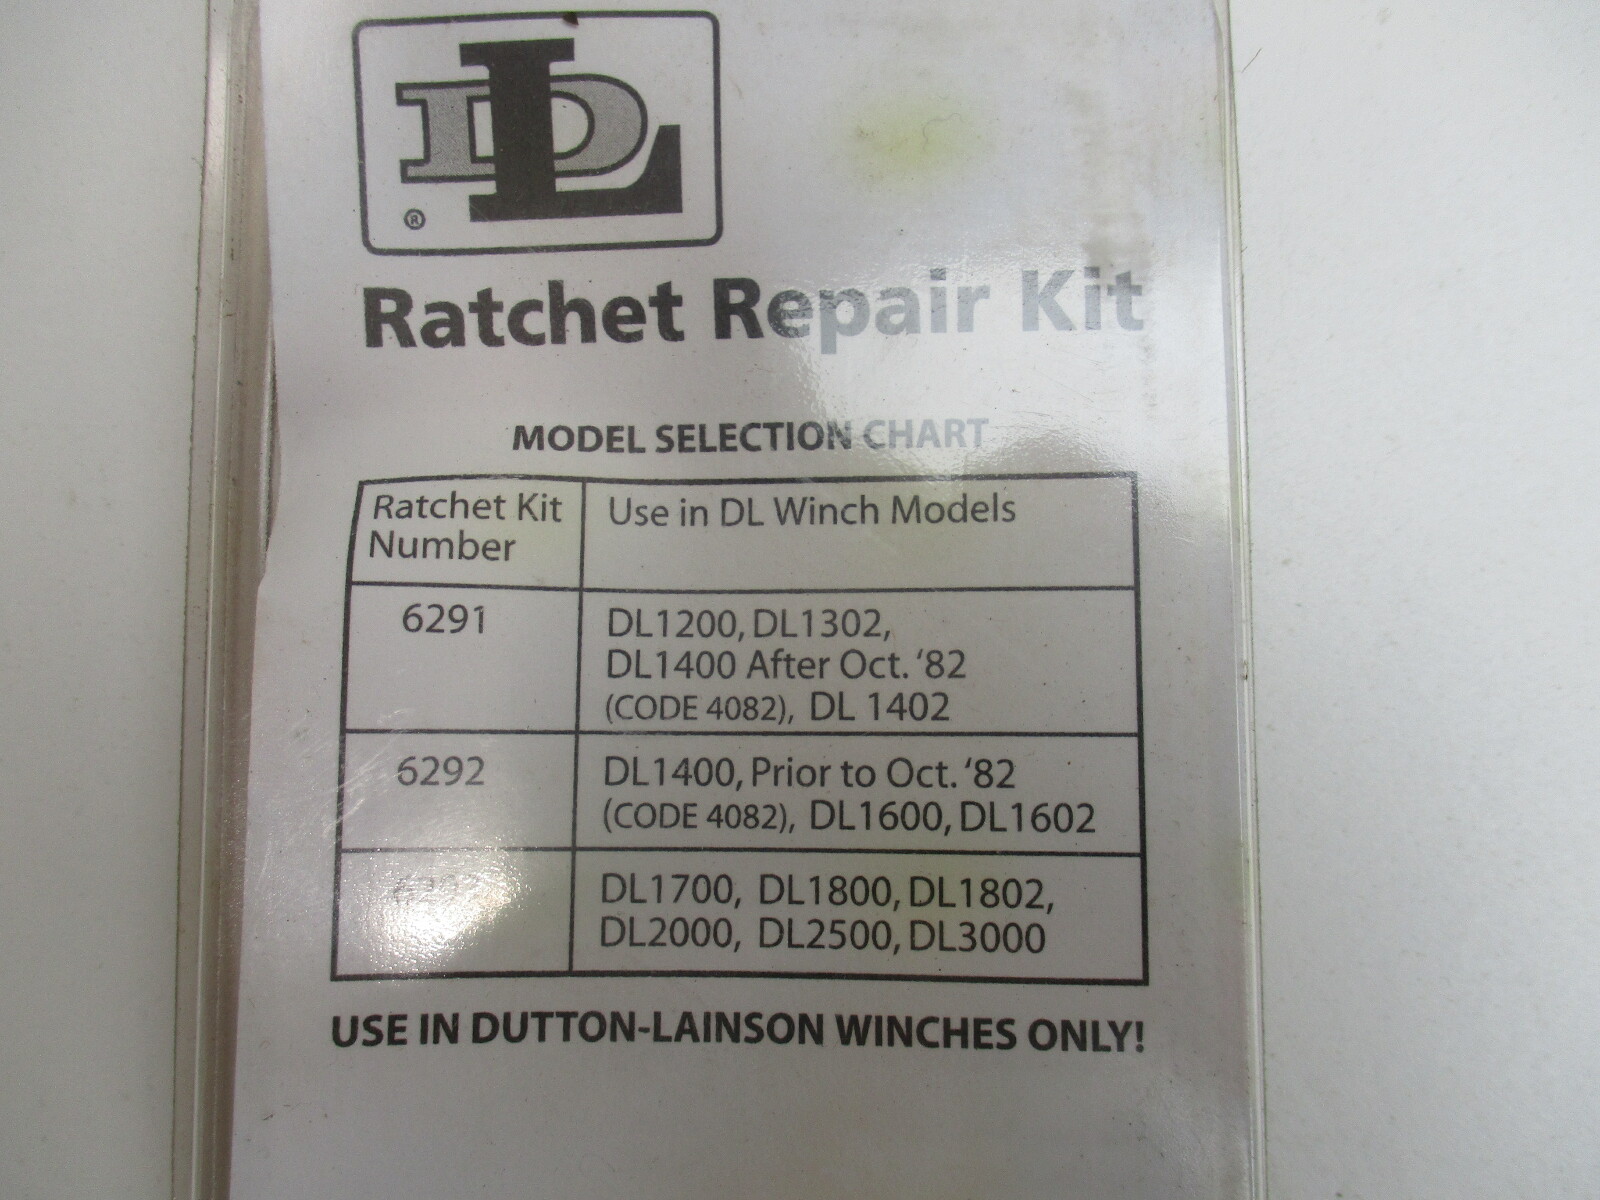 DL
®
Ratchet Repair Kit
MODEL SELECTION CHART
Ratchet Kit
Number
Use in DL Winch Models
6291
DL1200, DL1302,
DL1400 After Oct. ‘82
(CODE 4082), DL 1402
6292
DL1400, Prior to Oct. ‘82
(CODE 4082), DL1600, DL1602
DL1700, DL1800, DL1802,
DL2000, DL2500, DL3000
USE IN DUTTON-LAINSON WINCHES ONLY!